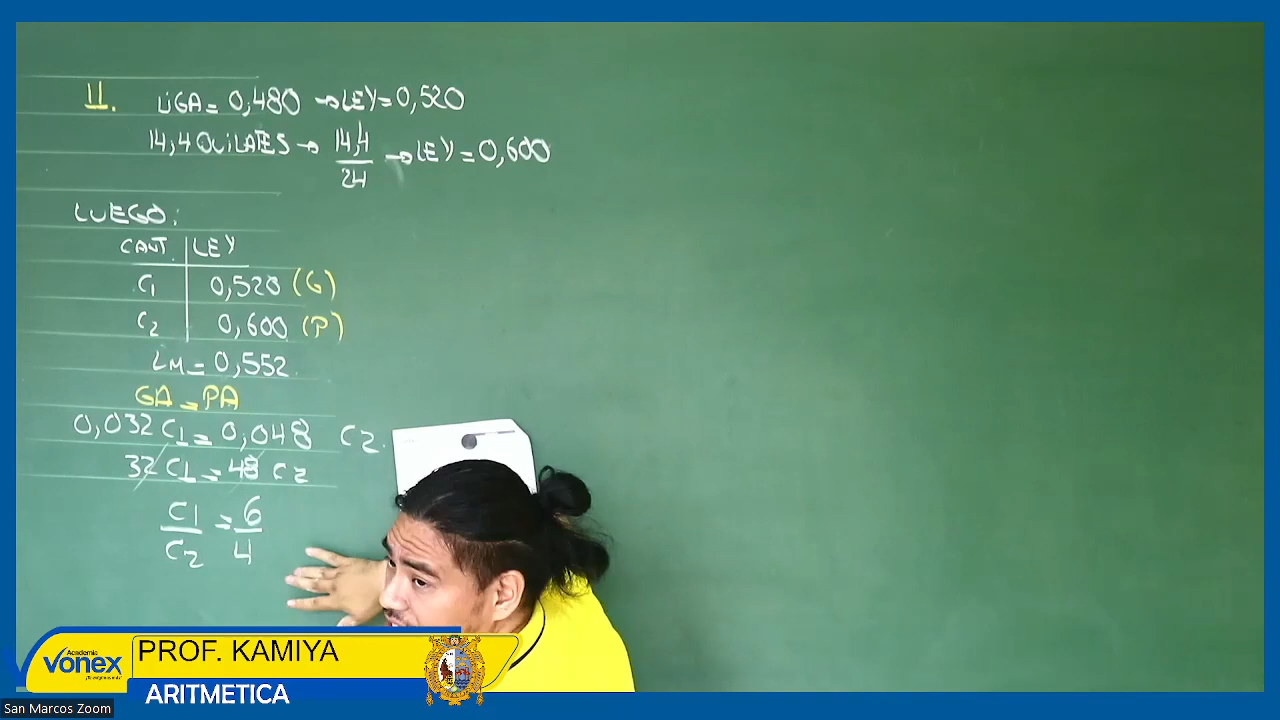 11. LIGA = 0,480 → LEY = 0,520
14,4 QUILATES → 14,4/24 → LEY = 0,600
LUEGO:
CANT. | LEY
C1 | 0,520 (G)
C2 | 0,600 (P)
LM = 0,552
GA = PA
0,032 C1 = 0,048 C2.
32 C1 = 48 C2
C1/C2 = 6/4
Academia
vonex
PROF. KAMIYA
ARITMETICA
San Marcos Zoom